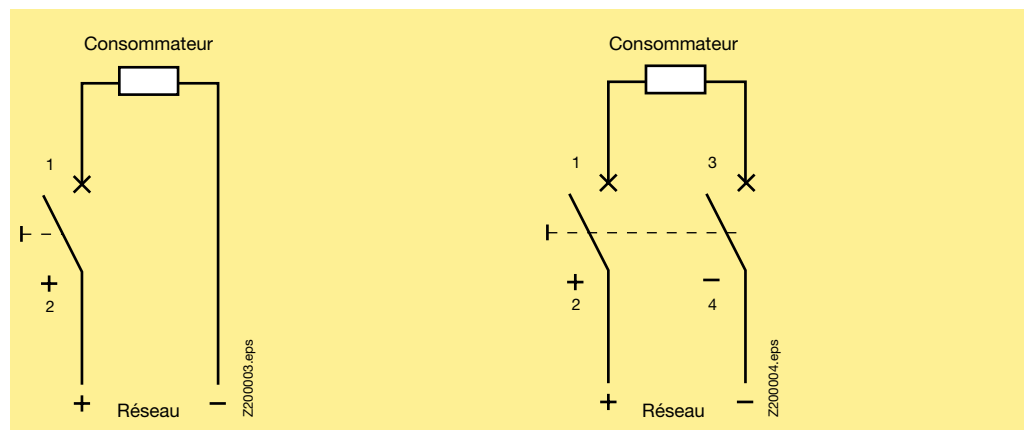 Consommateur
1
+
2
+ Réseau −
Z200003.eps
Consommateur
1 3
+ −
2 4
+ Réseau −
Z200004.eps